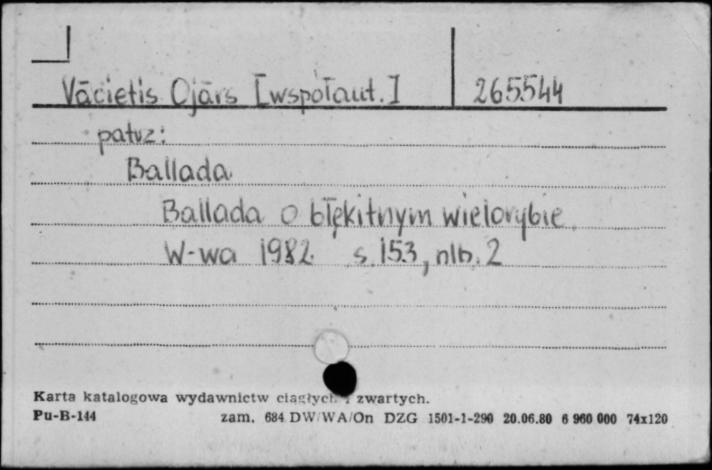 Vācietis Ojārs [wspołaut.] 265544
patrz:
Ballada
Ballada o błękitnym wielorybie.
W-wa 1982 s. 153, nlb. 2
Karta katalogowa wydawnictw ciągłych i zwartych.
Pu-B-144 zam. 684 DW/WA/On DZG 1501-1-290 20.06.80 6 960 000 74x120